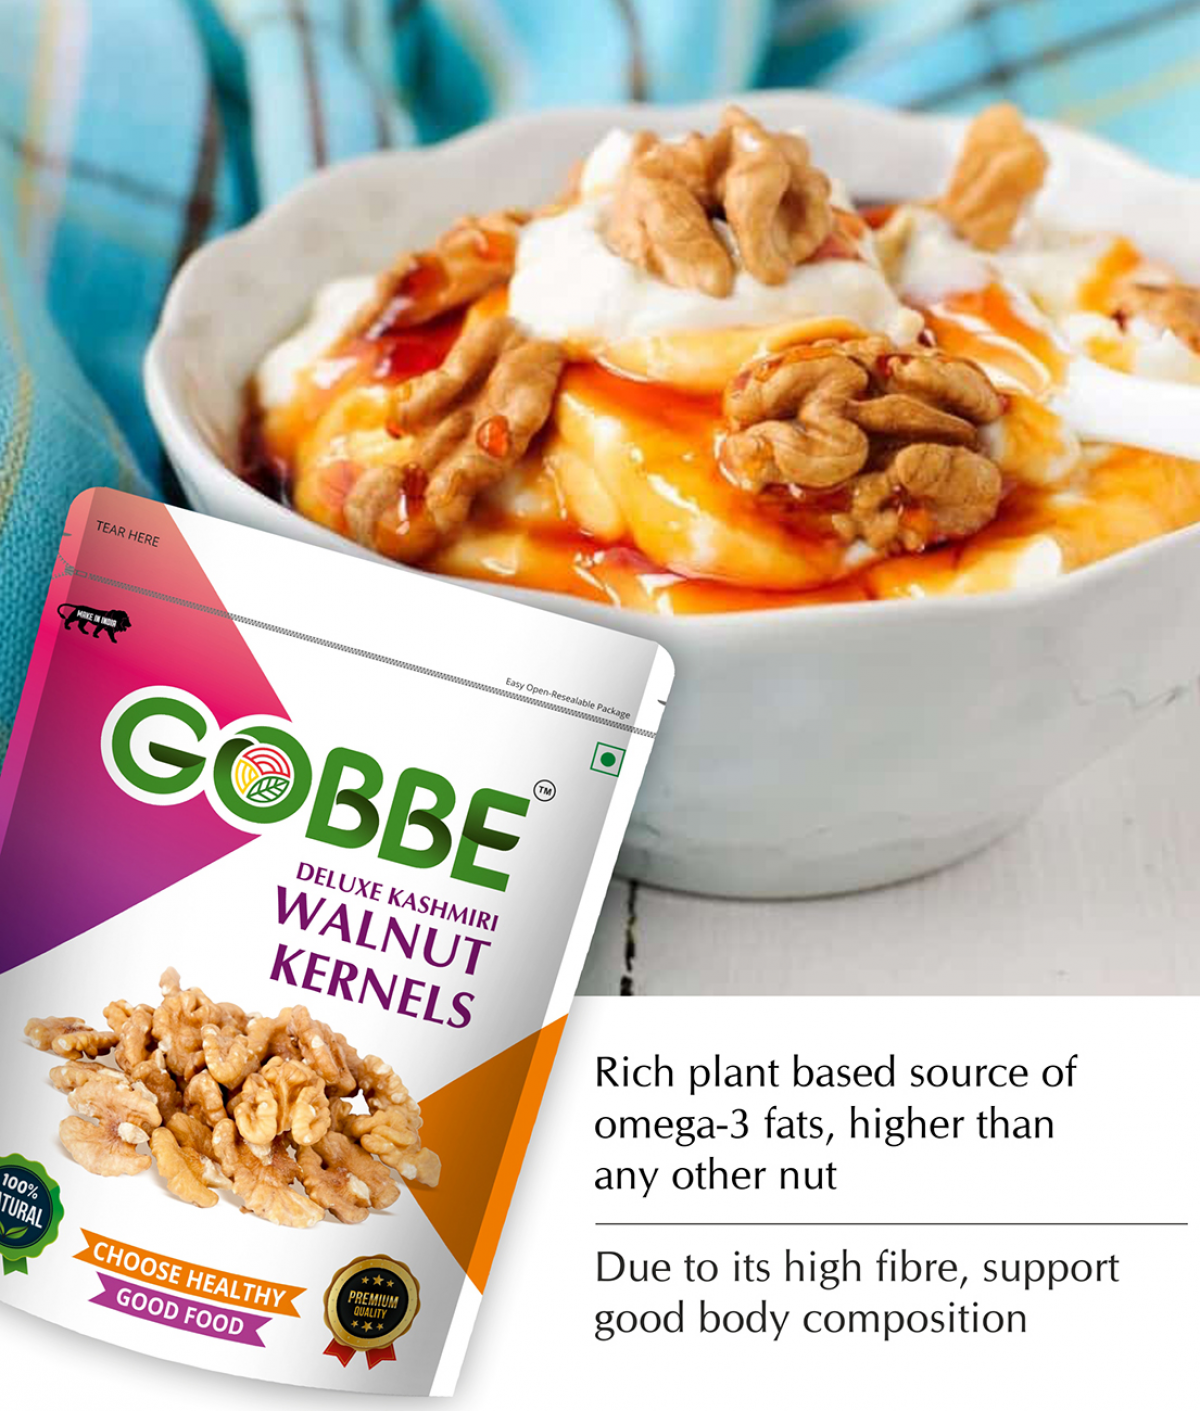 TEAR HERE
MAKE IN INDIA
Easy Open-Resealable Package
GOBBE
TM
DELUXE KASHMIRI
WALNUT
KERNELS
100%
CHOOSE HEALTHY
GOOD FOOD
PREMIUM
QUALITY
Rich plant based source of
omega-3 fats, higher than
any other nut
Due to its high fibre, support
good body composition